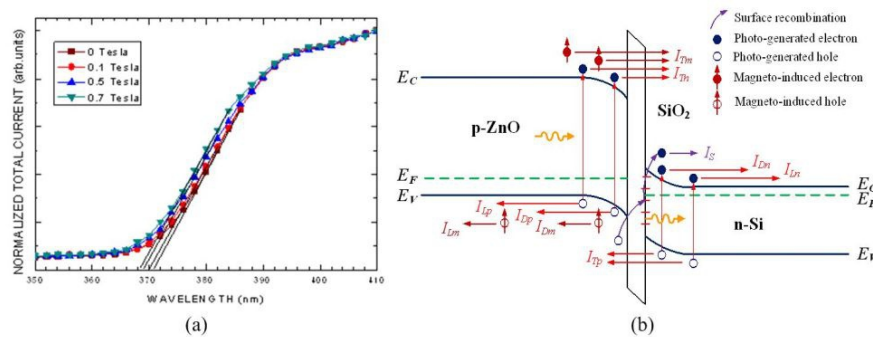 NORMALIZED TOTAL CURRENT (arb.units)
0 Tesla
0.1 Tesla
0.5 Tesla
0.7 Tesla
350 360 370 380 390 400 410
WAVELENGTH (nm)
(a)
Surface recombination
Photo-generated electron
Photo-generated hole
Magneto-induced electron
Magneto-induced hole
I_Tm
I_Tn
E_C
SiO₂
p-ZnO
I_S
I_Dn
I_Ln
E_F
E_V
I_Lp
I_Dp
I_Lm
I_Dm
n-Si
I_Tp
(b)